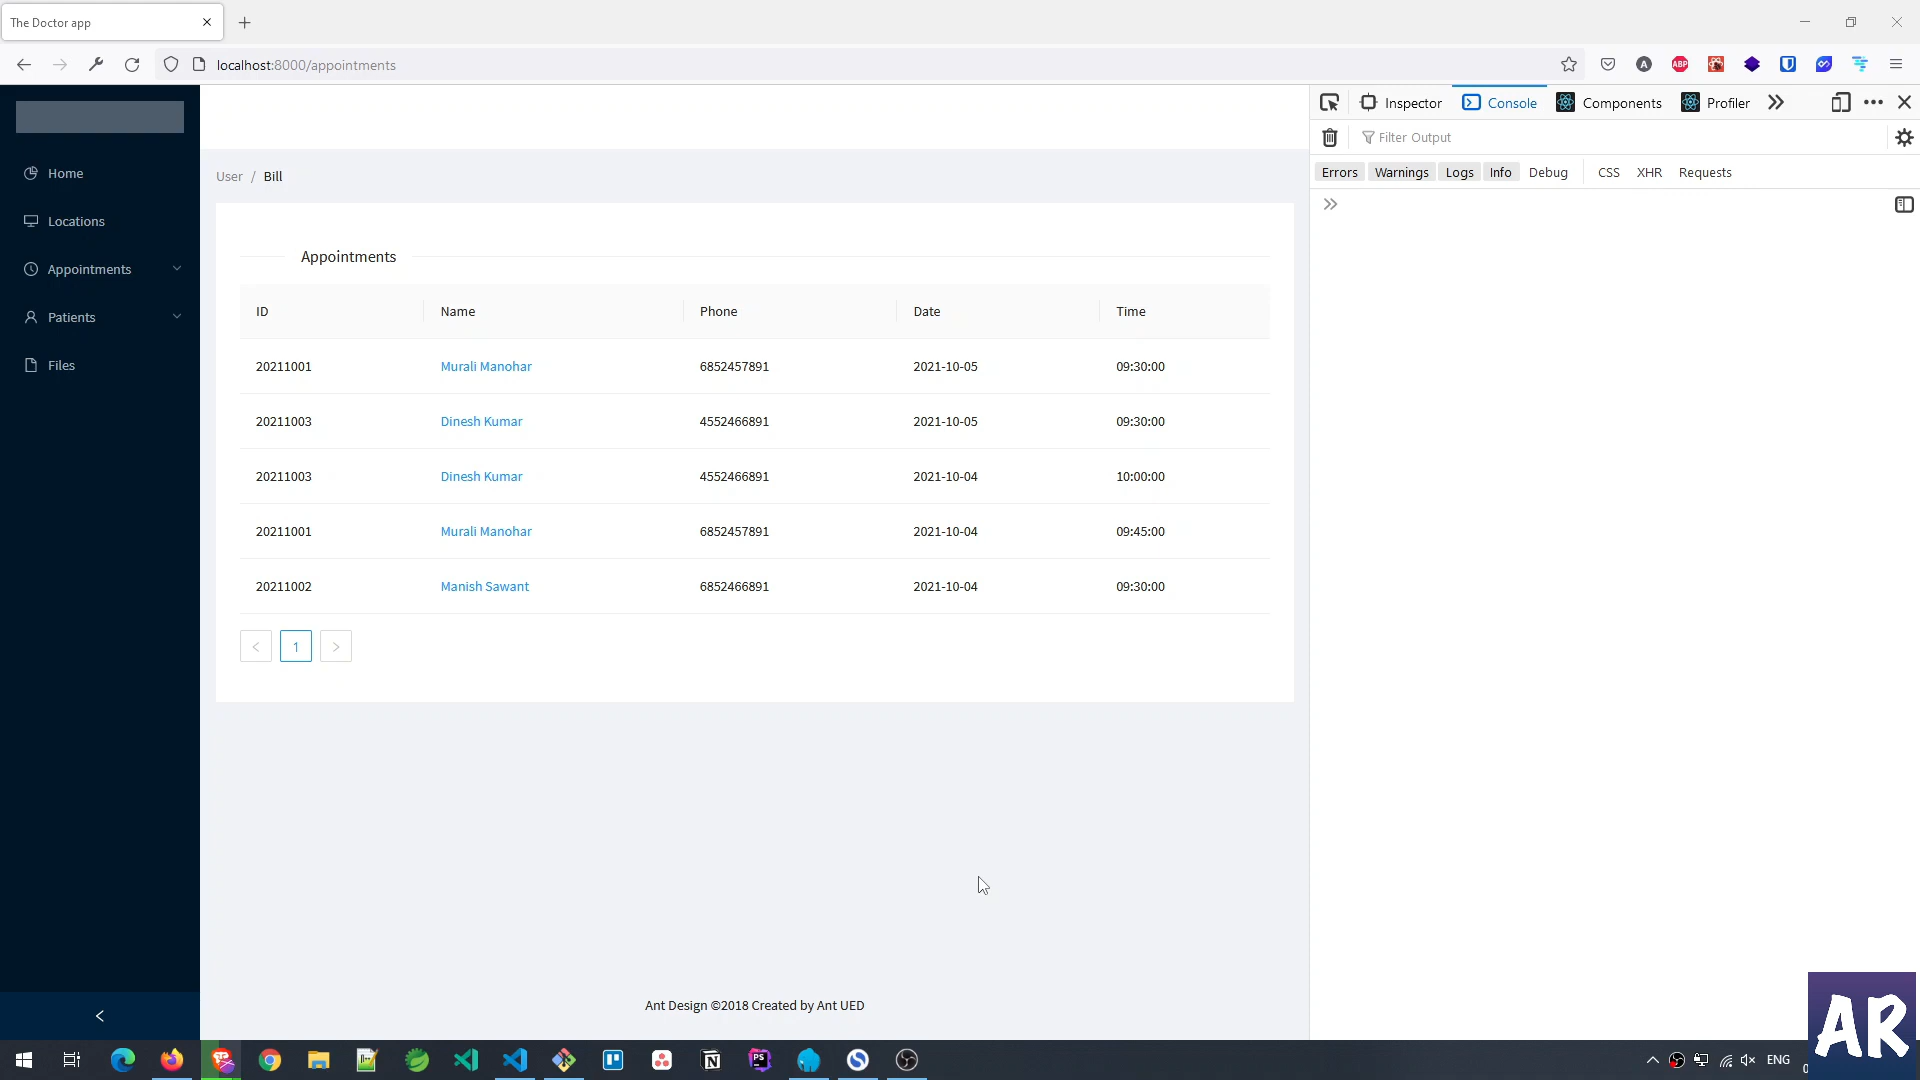 The Doctor app
localhost:8000/appointments
ABP
Inspector
Console
Components
Profiler
Filter Output
Errors
Warnings
Logs
Info
Debug
CSS
XHR
Requests
Home
Locations
Appointments
Patients
Files
User / Bill
Appointments
ID Name Phone Date Time
20211001 Murali Manohar 6852457891 2021-10-05 09:30:00
20211003 Dinesh Kumar 4552466891 2021-10-05 09:30:00
20211003 Dinesh Kumar 4552466891 2021-10-04 10:00:00
20211001 Murali Manohar 6852457891 2021-10-04 09:45:00
20211002 Manish Sawant 6852466891 2021-10-04 09:30:00
< 1 >
Ant Design ©2018 Created by Ant UED
ENG
AR